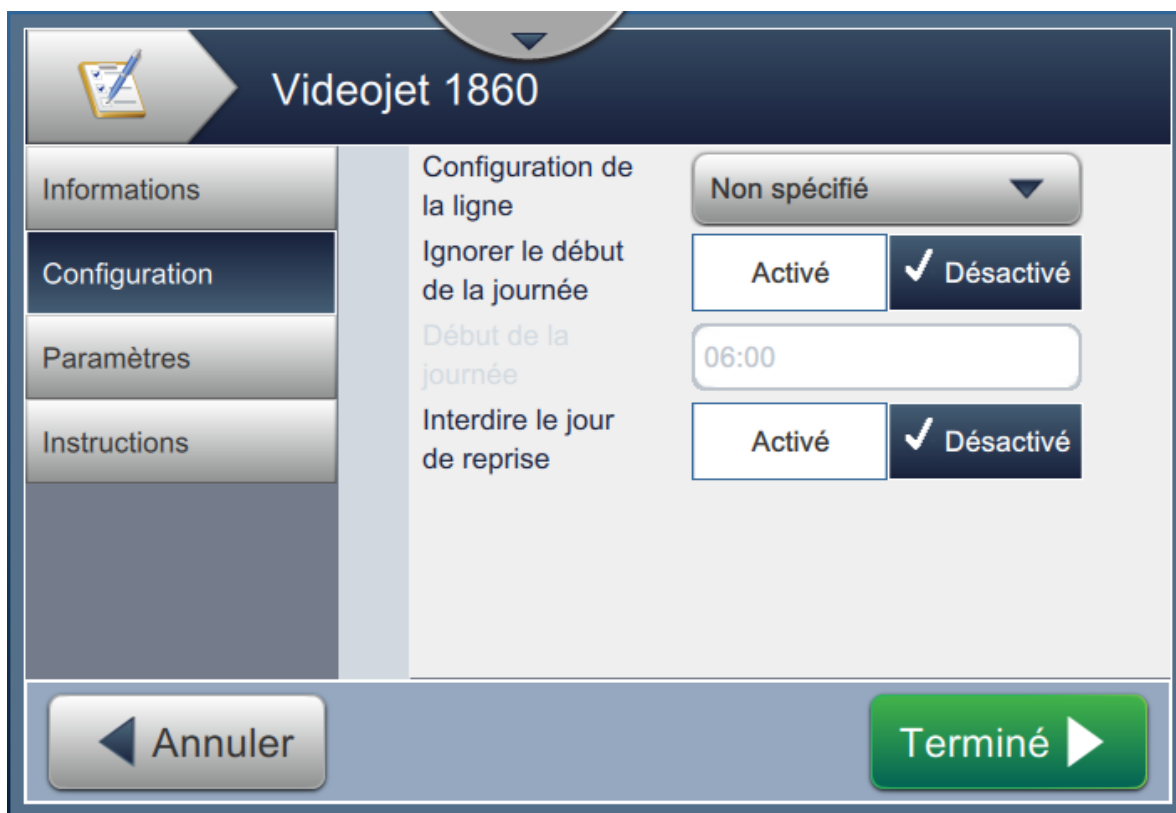 Videojet 1860
Informations
Configuration
Paramètres
Instructions
Configuration de
la ligne
Non spécifié
Ignorer le début
de la journée
Activé
Désactivé
Début de la
journée
06:00
Interdire le jour
de reprise
Activé
Désactivé
Annuler
Terminé